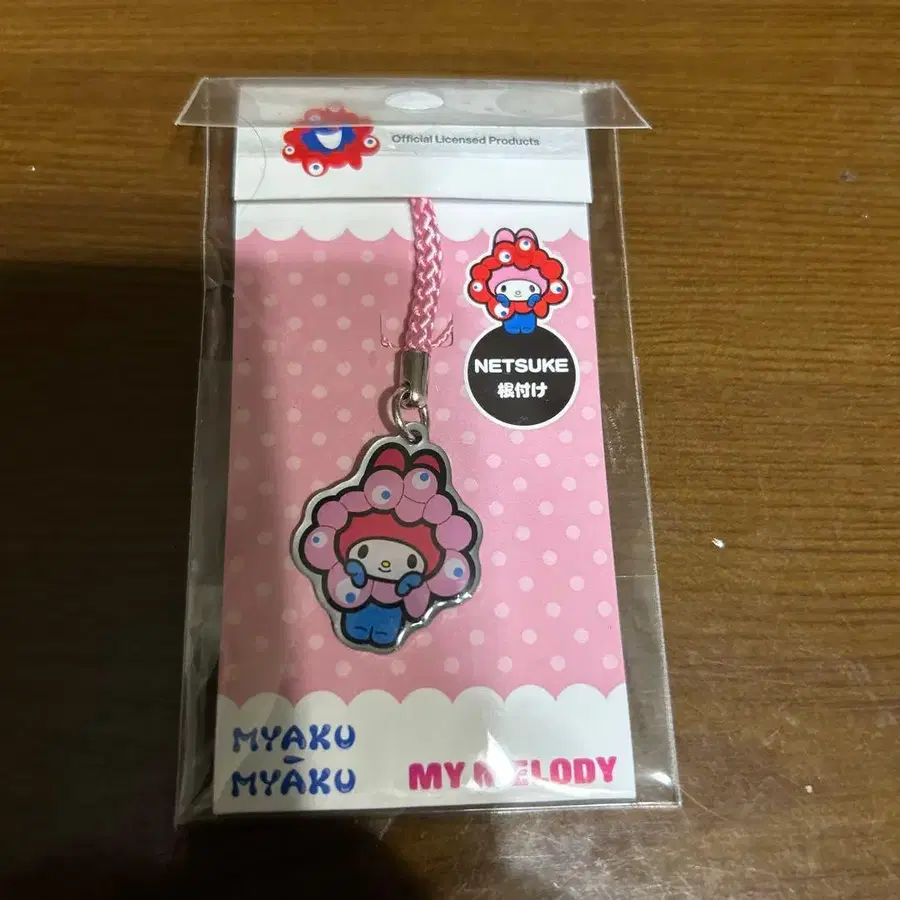 Official Licensed Products
NETSUKE
根付け
MYAKU
-
MYAKU
MY MELODY